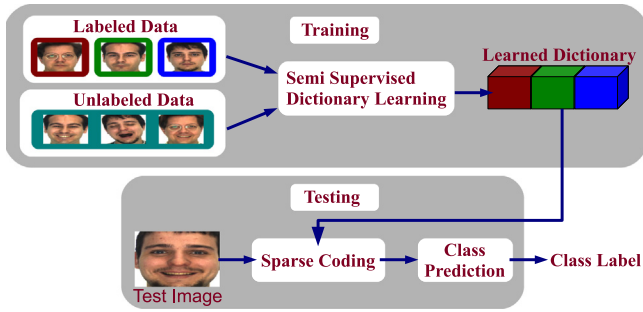 Labeled Data
Training
Learned Dictionary
Semi Supervised
Dictionary Learning
Unlabeled Data
Testing
Sparse Coding
Class
Prediction
Class Label
Test Image